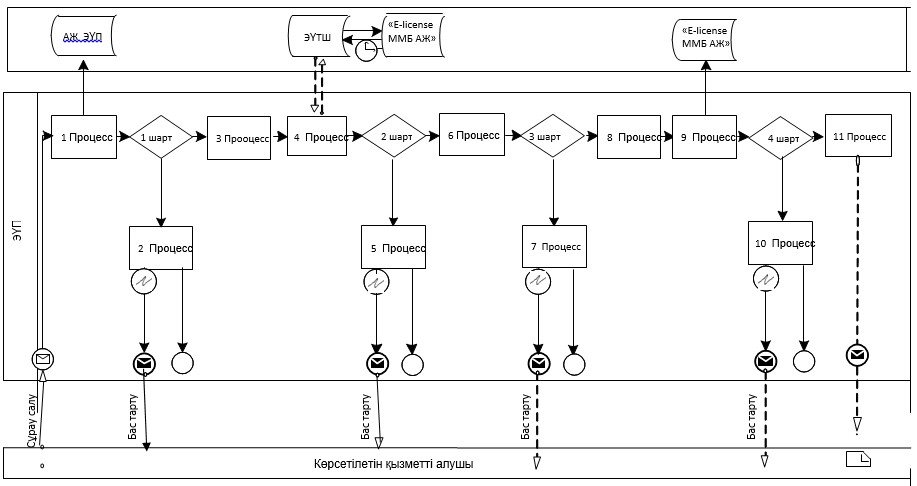 АЖ ЭҮП
ЭҮТШ
«E-license
ММБ АЖ»
«E-license
ММБ АЖ»
ЭҮП
1 Процесс
1 шарт
3 Прооцесс
4 Процесс
2 шарт
6 Процесс
3 шарт
8 Процесс
9 Процесс
4 шарт
11 Процесс
2 Процесс
5 Процесс
7 Процесс
10 Процесс
Сұрау салу
Бас тарту
Бас тарту
Бас тарту
Бас тарту
Көрсетілетін қызметті алушы